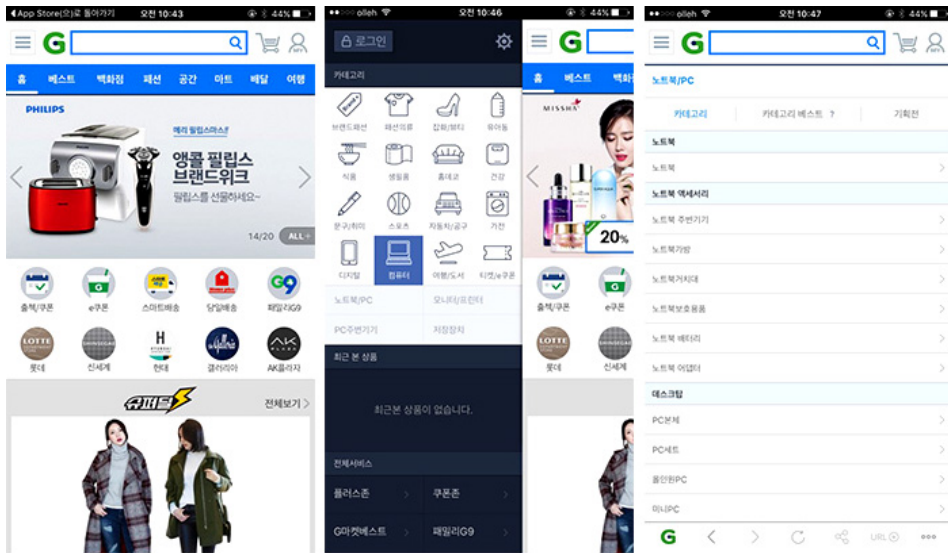 App Store(으)로 돌아가기 오전 10:43 44%
G
홈 베스트 백화점 패션 공간 마트 배달 여행
PHILIPS
메리 필립스마스!!
앵콜 필립스
브랜드위크
필립스를 선물하세요~
14/20 ALL+
출첵/쿠폰 e쿠폰 스마트배송 당일배송 패밀리G9
LOTTE SHINSEGAE H Galleria AK PLAZA
롯데 신세계 현대 갤러리아 AK플라자
슈퍼딜 전체보기
olleh 오전 10:46 44%
로그인
카테고리
브랜드패션 패션의류 잡화/뷰티 유아동
식품 생필품 홈데코 건강
문구/취미 스포츠 자동차/공구 가전
디지털 컴퓨터 여행/도서 티켓/e쿠폰
노트북/PC 모니터/프린터
PC주변기기 저장장치
최근 본 상품
최근본 상품이 없습니다.
전체서비스
플러스존 쿠폰존
G마켓베스트 패밀리G9
G
홈 베스트 백화
MISSHA
20%
출첵/쿠폰 e쿠폰
LOTTE SHINSEGAE
롯데 신세계
olleh 오전 10:47 44%
G
노트북/PC
카테고리 카테고리 베스트 ? 기획전
노트북
노트북
노트북 액세서리
노트북 주변기기
노트북가방
노트북거치대
노트북보호용품
노트북 배터리
노트북 어댑터
데스크탑
PC본체
PC세트
올인원PC
미니PC
G URL